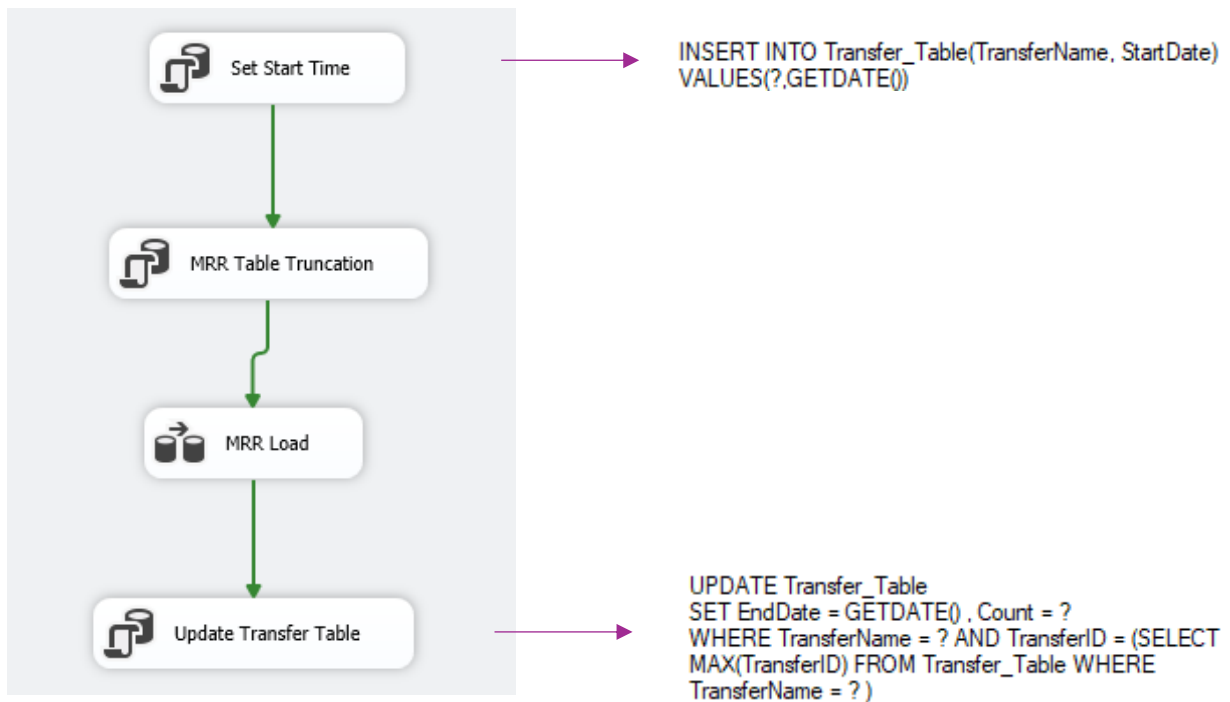 Set Start Time
INSERT INTO Transfer_Table(TransferName, StartDate)
VALUES(?,GETDATE())
MRR Table Truncation
MRR Load
Update Transfer Table
UPDATE Transfer_Table
SET EndDate = GETDATE() , Count = ?
WHERE TransferName = ? AND TransferID = (SELECT
MAX(TransferID) FROM Transfer_Table WHERE
TransferName = ? )